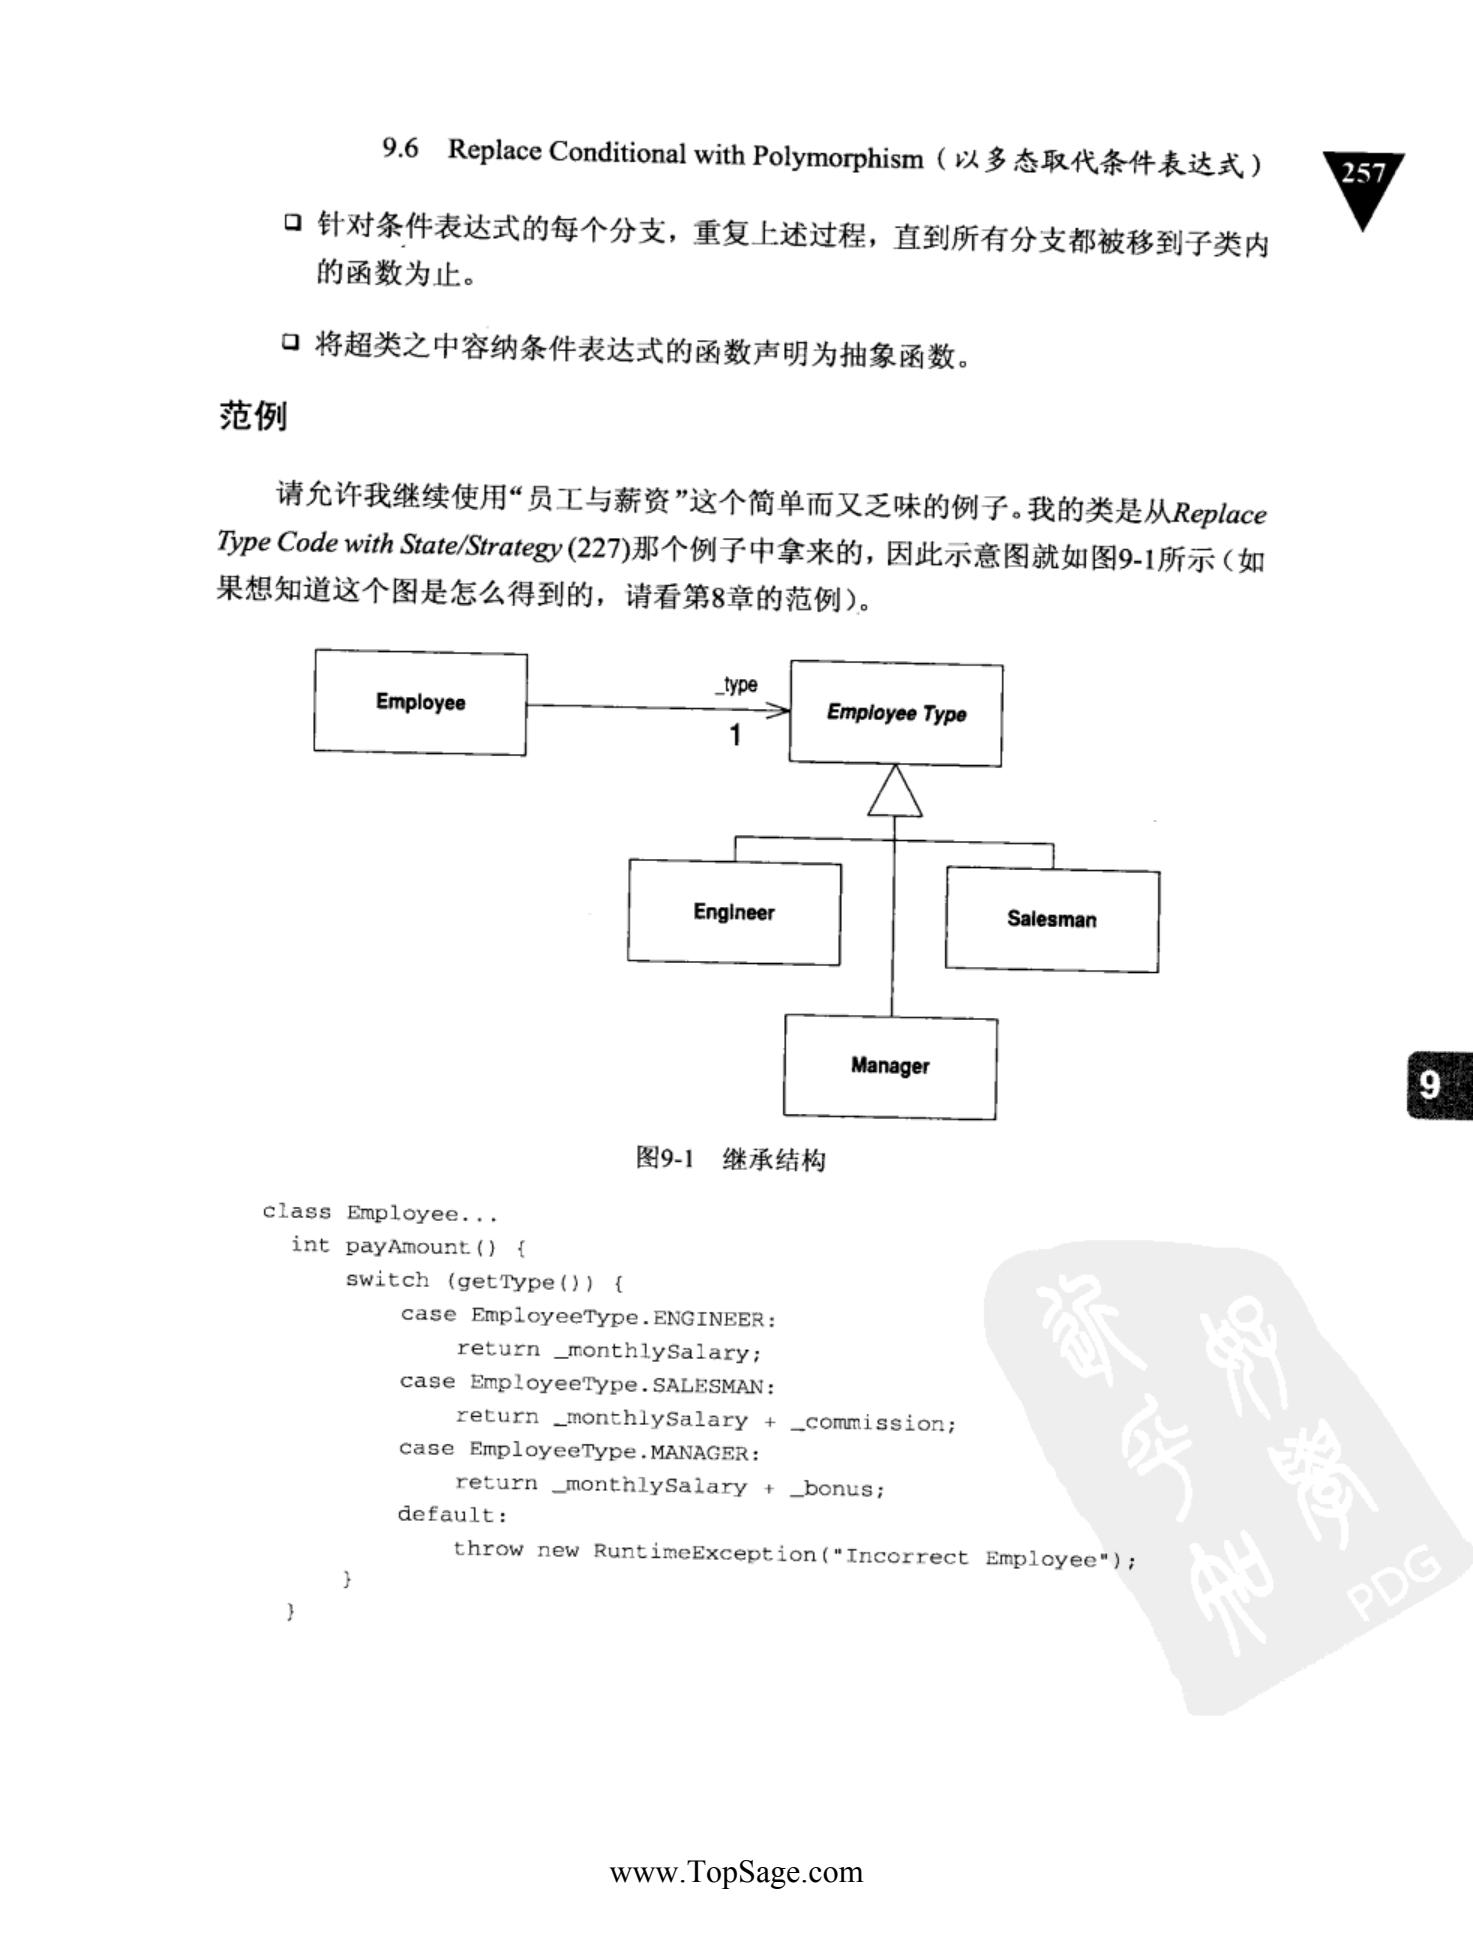 9.6 Replace Conditional with Polymorphism（以多态取代条件表达式）
257
❑ 针对条件表达式的每个分支，重复上述过程，直到所有分支都被移到子类内
的函数为止。
❑ 将超类之中容纳条件表达式的函数声明为抽象函数。
范例
请允许我继续使用“员工与薪资”这个简单而又乏味的例子。我的类是从Replace
Type Code with State/Strategy (227)那个例子中拿来的，因此示意图就如图9-1所示（如
果想知道这个图是怎么得到的，请看第8章的范例）。
Employee
_type
1
Employee Type
Engineer
Salesman
Manager
9
图9-1 继承结构
class Employee...
int payAmount() {
switch (getType()) {
case EmployeeType.ENGINEER:
return _monthlySalary;
case EmployeeType.SALESMAN:
return _monthlySalary + _commission;
case EmployeeType.MANAGER:
return _monthlySalary + _bonus;
default:
throw new RuntimeException("Incorrect Employee");
}
}
PDG
www.TopSage.com